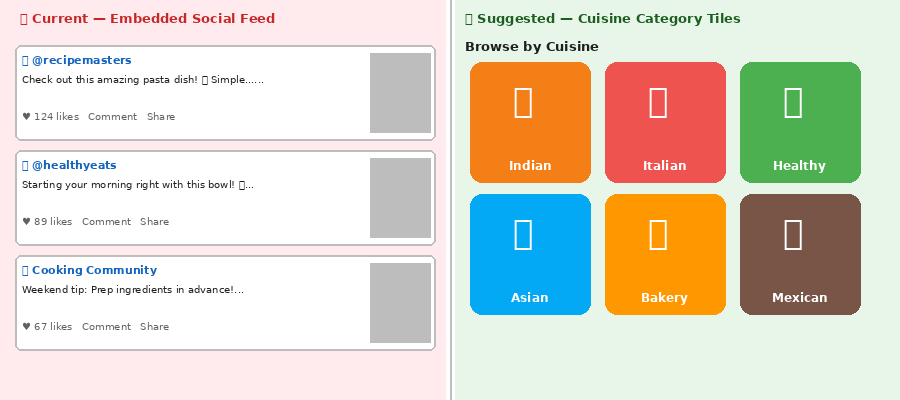 Current — Embedded Social Feed
@recipemasters
Check out this amazing pasta dish! Simple......
♥ 124 likes Comment Share
@healthyeats
Starting your morning right with this bowl! ...
♥ 89 likes Comment Share
Cooking Community
Weekend tip: Prep ingredients in advance!...
♥ 67 likes Comment Share
Suggested — Cuisine Category Tiles
Browse by Cuisine
Indian
Italian
Healthy
Asian
Bakery
Mexican